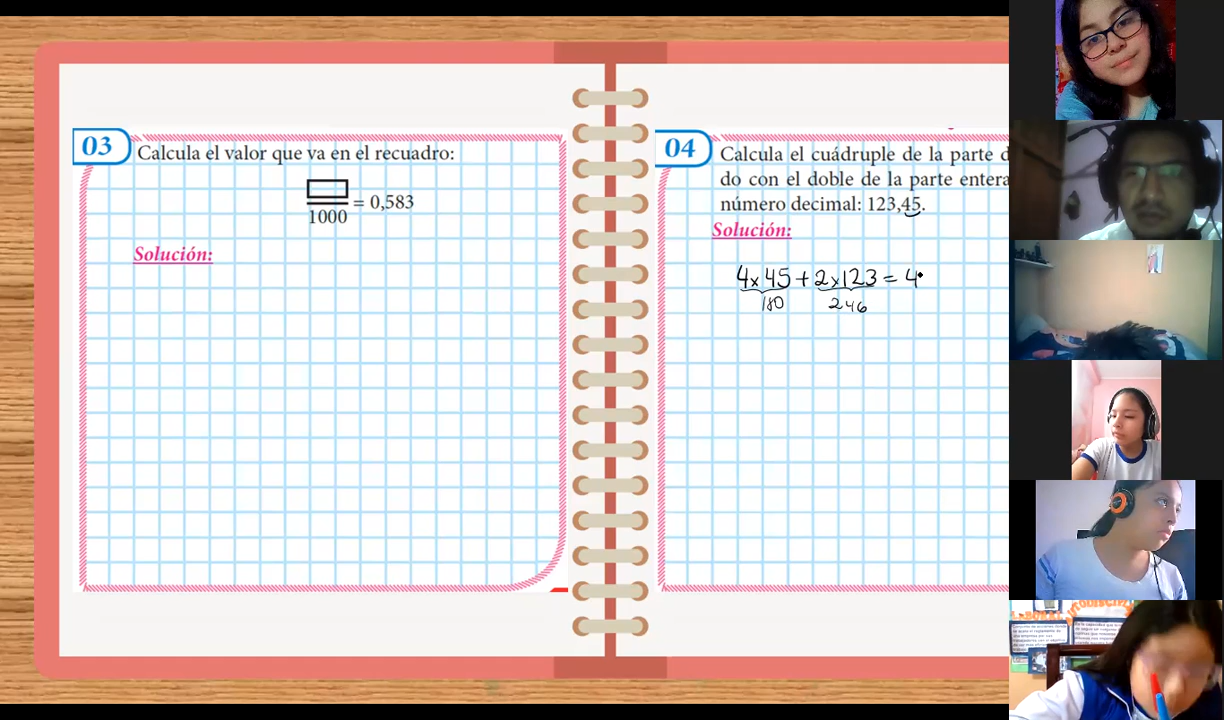 03
Calcula el valor que va en el recuadro:
1000 = 0,583
Solución:
04
Calcula el cuádruple de la parte d
do con el doble de la parte entera
número decimal: 123,45.
Solución:
4x45+2x123=4
180 246